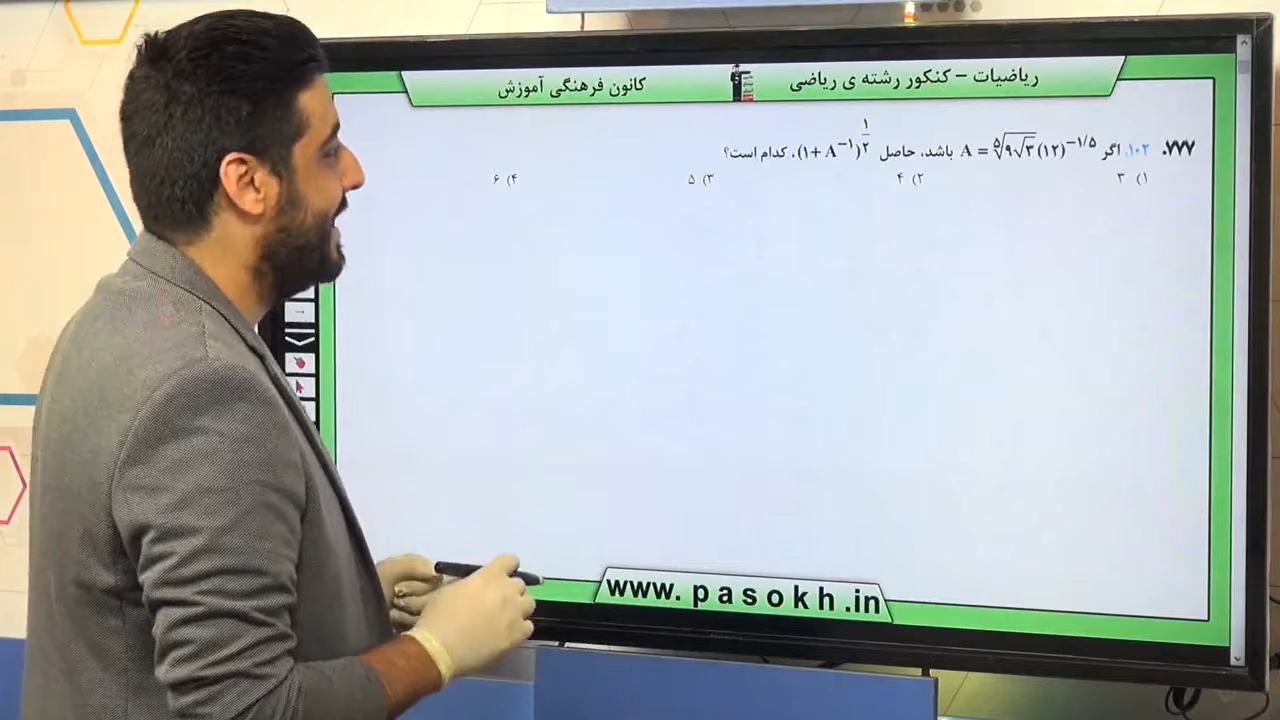 ریاضیات – کنکور رشته ی ریاضی
کانون فرهنگی آموزش
۷۷۷. ۱۰۲. اگر A = ⁵√(۹√۳) (۱۲)^(−۱/۵) باشد، حاصل (۱+ A^(−۱))^(۱/۲)، کدام است؟
۱) ۳ ۲) ۴ ۳) ۵ ۴) ۶
www. pasokh .in